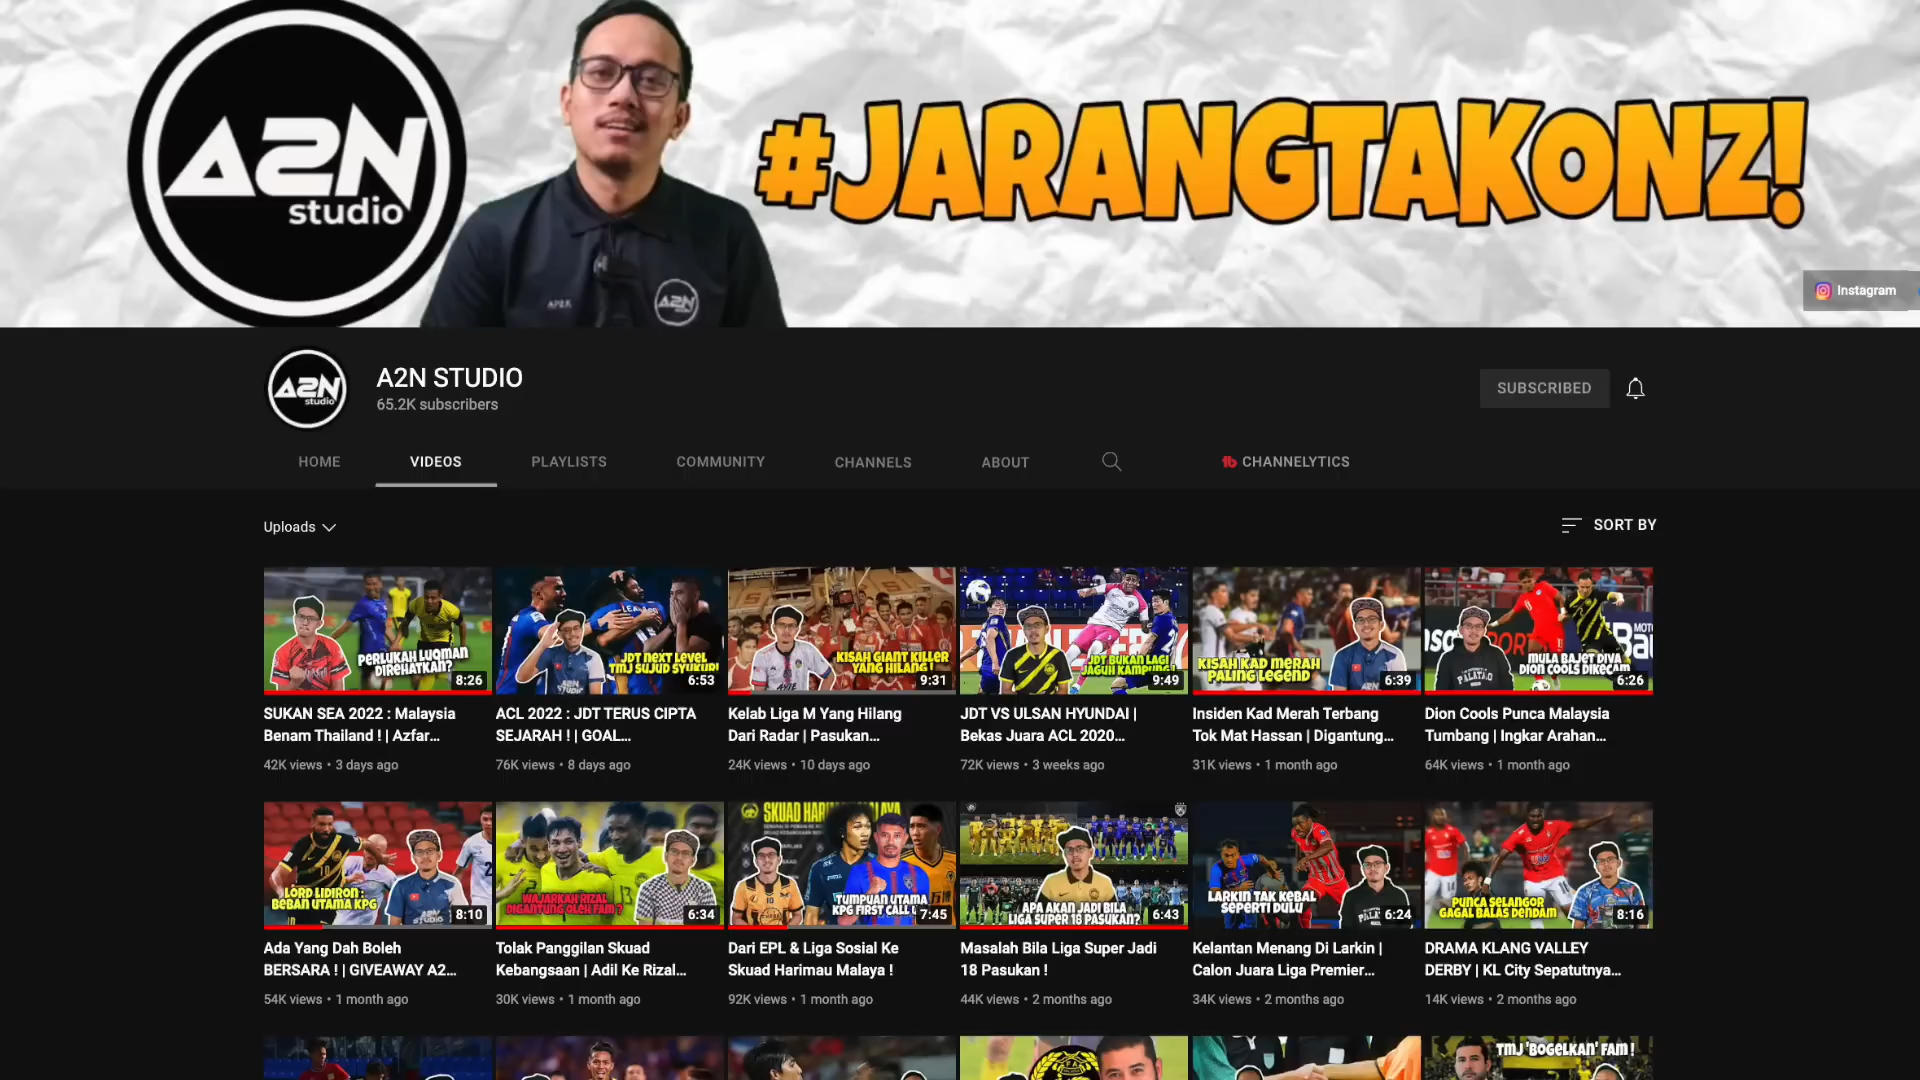 A2N
studio
#JARANGTAKONZ!
A2N
Instagram
A2N
studio
A2N STUDIO
65.2K subscribers
SUBSCRIBED
HOME
VIDEOS
PLAYLISTS
COMMUNITY
CHANNELS
ABOUT
CHANNELYTICS
Uploads
SORT BY
PERLUKAH LUQMAN
DIREHATKAN?
8:26
JDT NEXT LEVEL
TMJ SUJUD SYUKUR!
6:53
KISAH GIANT KILLER
YANG HILANG !
9:31
JDT BUKAN LAGI
JAGUH KAMPUNG!
9:49
KISAH KAD MERAH
PALING LEGEND
6:39
MULA BAJET DIVA
DION COOLS DIKECAM
6:26
SUKAN SEA 2022 : Malaysia
Benam Thailand ! | Azfar...
42K views • 3 days ago
ACL 2022 : JDT TERUS CIPTA
SEJARAH ! | GOAL...
76K views • 8 days ago
Kelab Liga M Yang Hilang
Dari Radar | Pasukan...
24K views • 10 days ago
JDT VS ULSAN HYUNDAI |
Bekas Juara ACL 2020...
72K views • 3 weeks ago
Insiden Kad Merah Terbang
Tok Mat Hassan | Digantung...
31K views • 1 month ago
Dion Cools Punca Malaysia
Tumbang | Ingkar Arahan...
64K views • 1 month ago
LORD LIDIRON :
BEBAN UTAMA KPG
8:10
WAJARKAH RIZAL
DIGANTUNG OLEH FAM ?
6:34
TUMPUAN UTAMA
KPG FIRST CALL
7:45
APA AKAN JADI BILA
LIGA SUPER 18 PASUKAN?
6:43
LARKIN TAK KEBAL
SEPERTI DULU
6:24
PUNCA SELANGOR
GAGAL BALAS DENDAM
8:16
Ada Yang Dah Boleh
BERSARA ! | GIVEAWAY A2...
54K views • 1 month ago
Tolak Panggilan Skuad
Kebangsaan | Adil Ke Rizal...
30K views • 1 month ago
Dari EPL & Liga Sosial Ke
Skuad Harimau Malaya !
92K views • 1 month ago
Masalah Bila Liga Super Jadi
18 Pasukan !
44K views • 2 months ago
Kelantan Menang Di Larkin |
Calon Juara Liga Premier...
34K views • 2 months ago
DRAMA KLANG VALLEY
DERBY | KL City Sepatutnya...
14K views • 2 months ago
TMJ 'BOGELKAN' FAM !